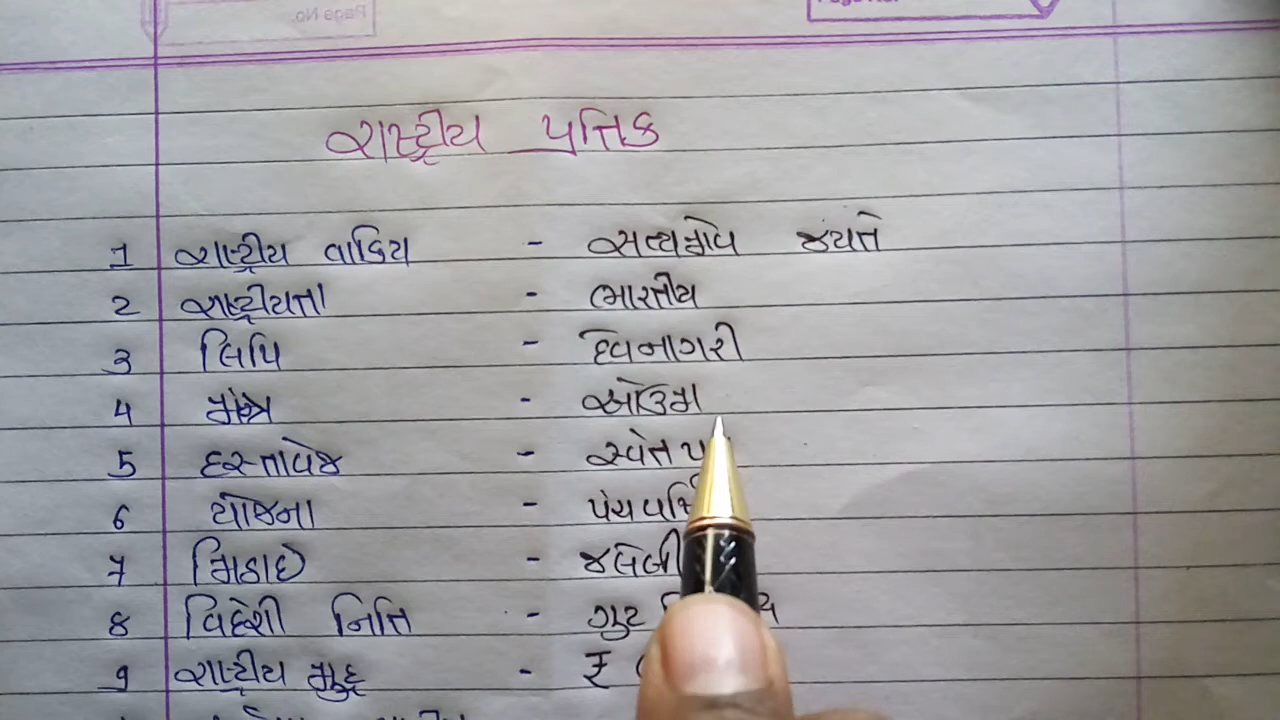 રાષ્ટ્રીય પ્રતિક
1 રાષ્ટ્રીય વાકિય - સત્યમેવ જયતે
2 રાષ્ટ્રીયતા - ભારતીય
3 લિપિ - દેવનાગરી
4 મંત્ર - ઓઉમ
5 દસ્તાવેજ - સ્વેત
6 યોજના -
7 મિઠાઇ - જલેબી
8 વિદેશી નિતિ - ગુટ
9 રાષ્ટ્રીય મુદ્ર - ₹